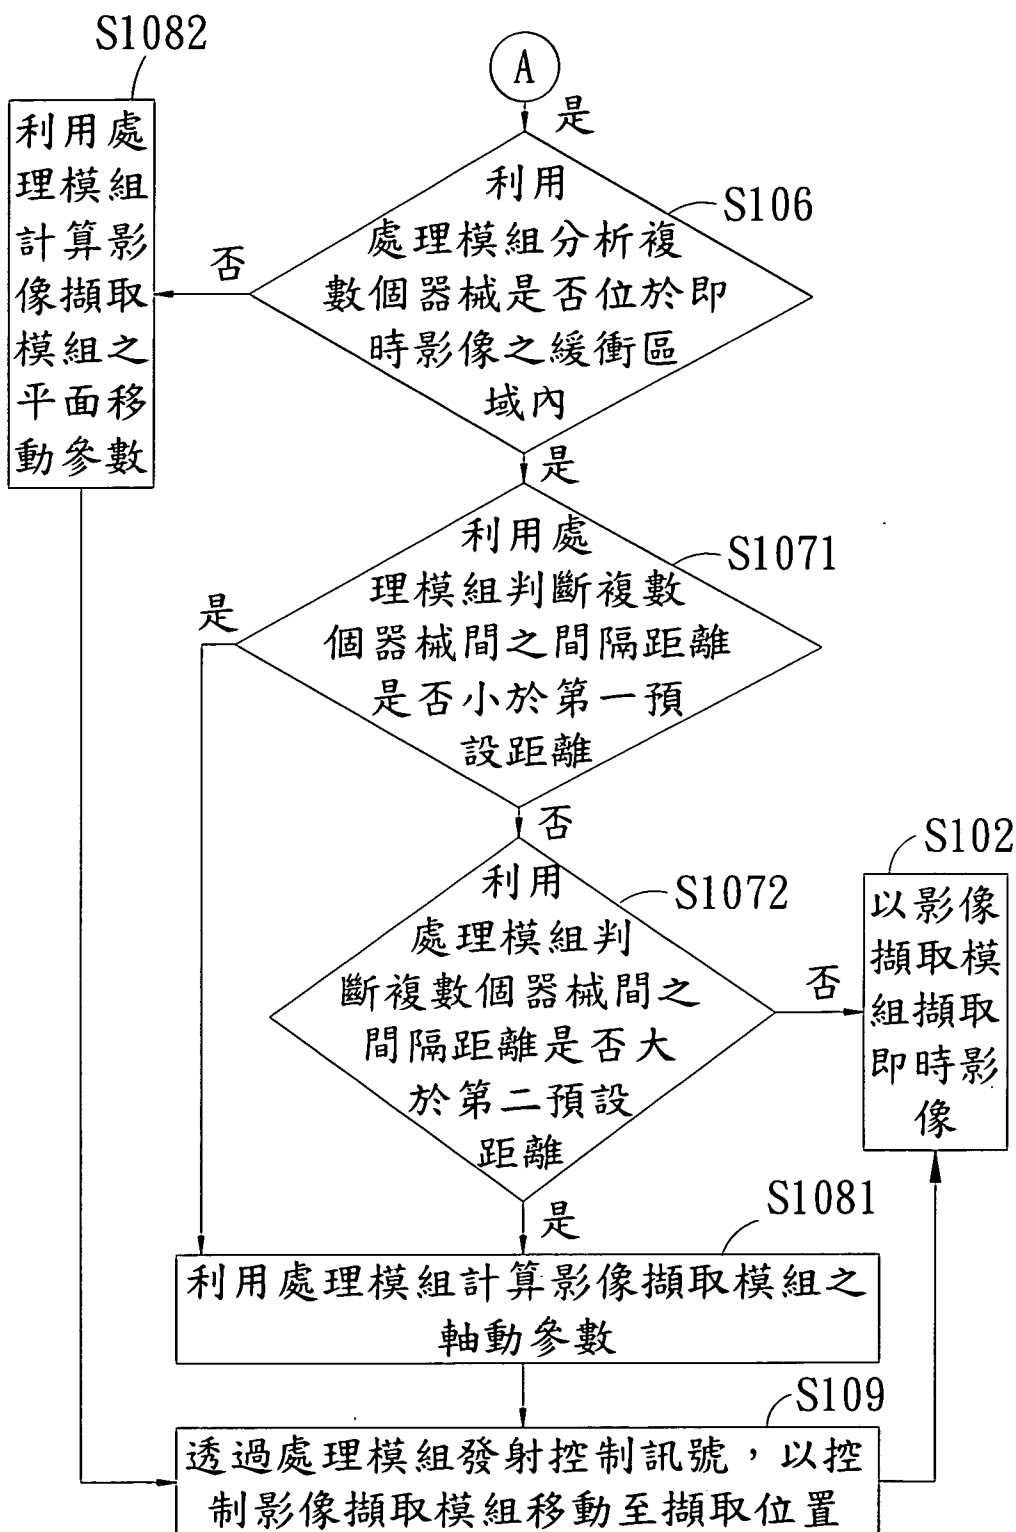 S1082
A
是
利用處
理模組
計算影
像擷取
模組之
平面移
動參數
利用
處理模組分析複
數個器械是否位於即
時影像之緩衝區
域內
S106
否
是
利用處
理模組判斷複數
個器械間之間隔距離
是否小於第一預
設距離
S1071
是
否
利用
處理模組判
斷複數個器械間之
間隔距離是否大
於第二預設
距離
S1072
否
S102
以影像
擷取模
組擷取
即時影
像
是
S1081
利用處理模組計算影像擷取模組之
軸動參數
S109
透過處理模組發射控制訊號，以控
制影像擷取模組移動至擷取位置